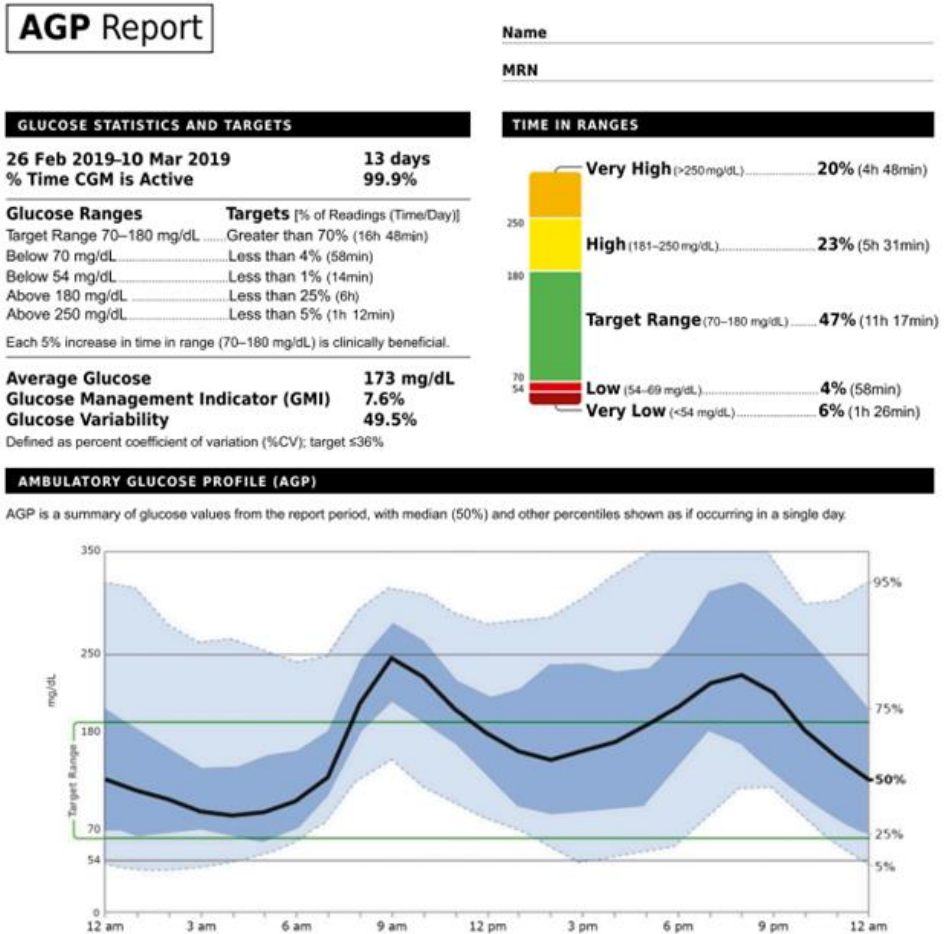 AGP Report
Name
MRN
GLUCOSE STATISTICS AND TARGETS
26 Feb 2019–10 Mar 2019 13 days
% Time CGM is Active 99.9%
Glucose Ranges Targets [% of Readings (Time/Day)]
Target Range 70–180 mg/dL ......Greater than 70% (16h 48min)
Below 70 mg/dL..............................Less than 4% (58min)
Below 54 mg/dL..............................Less than 1% (14min)
Above 180 mg/dL ..........................Less than 25% (6h)
Above 250 mg/dL...........................Less than 5% (1h 12min)
Each 5% increase in time in range (70–180 mg/dL) is clinically beneficial.
Average Glucose 173 mg/dL
Glucose Management Indicator (GMI) 7.6%
Glucose Variability 49.5%
Defined as percent coefficient of variation (%CV); target ≤36%
TIME IN RANGES
Very High (>250 mg/dL)......................20% (4h 48min)
250
High (181–250 mg/dL)............................23% (5h 31min)
180
Target Range (70–180 mg/dL) .......47% (11h 17min)
70
54
Low (54–69 mg/dL)................................4% (58min)
Very Low (<54 mg/dL).........................6% (1h 26min)
AMBULATORY GLUCOSE PROFILE (AGP)
AGP is a summary of glucose values from the report period, with median (50%) and other percentiles shown as if occurring in a single day.
350
95%
250
mg/dL
75%
180
Target Range
50%
70
25%
54
5%
0
12 am 3 am 6 am 9 am 12 pm 3 pm 6 pm 9 pm 12 am